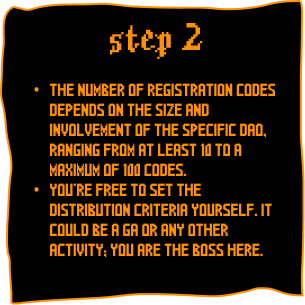 step 2
• THE NUMBER OF REGISTRATION CODES
DEPENDS ON THE SIZE AND
INVOLVEMENT OF THE SPECIFIC DAO,
RANGING FROM AT LEAST 10 TO A
MAXIMUM OF 100 CODES.
• YOU'RE FREE TO SET THE
DISTRIBUTION CRITERIA YOURSELF. IT
COULD BE A GA OR ANY OTHER
ACTIVITY; YOU ARE THE BOSS HERE.